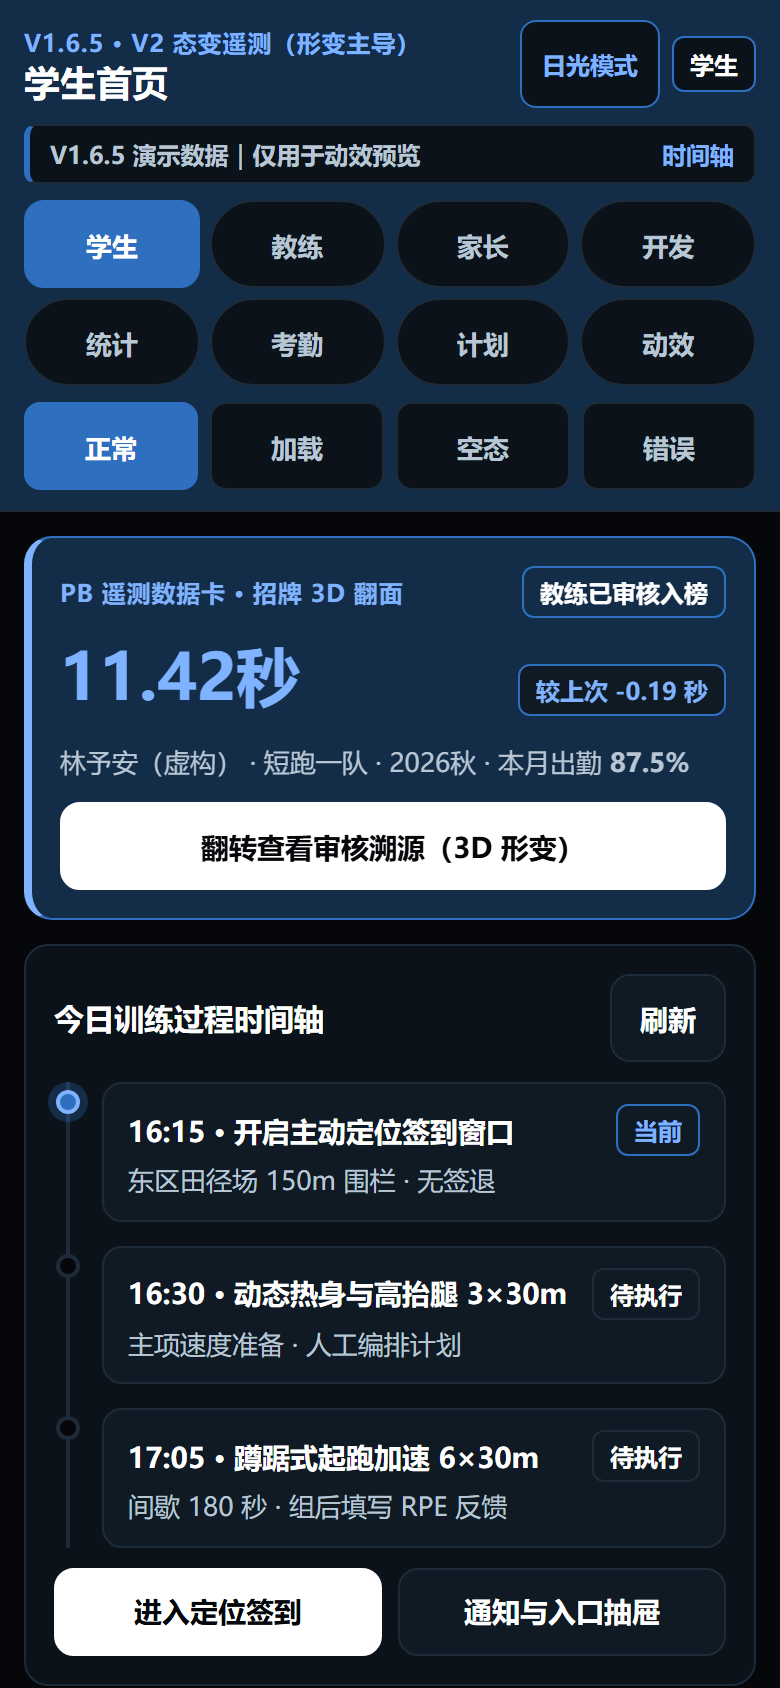 V1.6.5 • V2 态变遥测（形变主导）
学生首页
日光模式
学生
V1.6.5 演示数据 | 仅用于动效预览
时间轴
学生
教练
家长
开发
统计
考勤
计划
动效
正常
加载
空态
错误
PB 遥测数据卡 • 招牌 3D 翻面
教练已审核入榜
11.42秒
较上次 -0.19 秒
林予安（虚构） · 短跑一队 · 2026秋 · 本月出勤 87.5%
翻转查看审核溯源（3D 形变）
今日训练过程时间轴
刷新
16:15 • 开启主动定位签到窗口
当前
东区田径场 150m 围栏 · 无签退
16:30 • 动态热身与高抬腿 3×30m
待执行
主项速度准备 · 人工编排计划
17:05 • 蹲踞式起跑加速 6×30m
待执行
间歇 180 秒 · 组后填写 RPE 反馈
进入定位签到
通知与入口抽屉